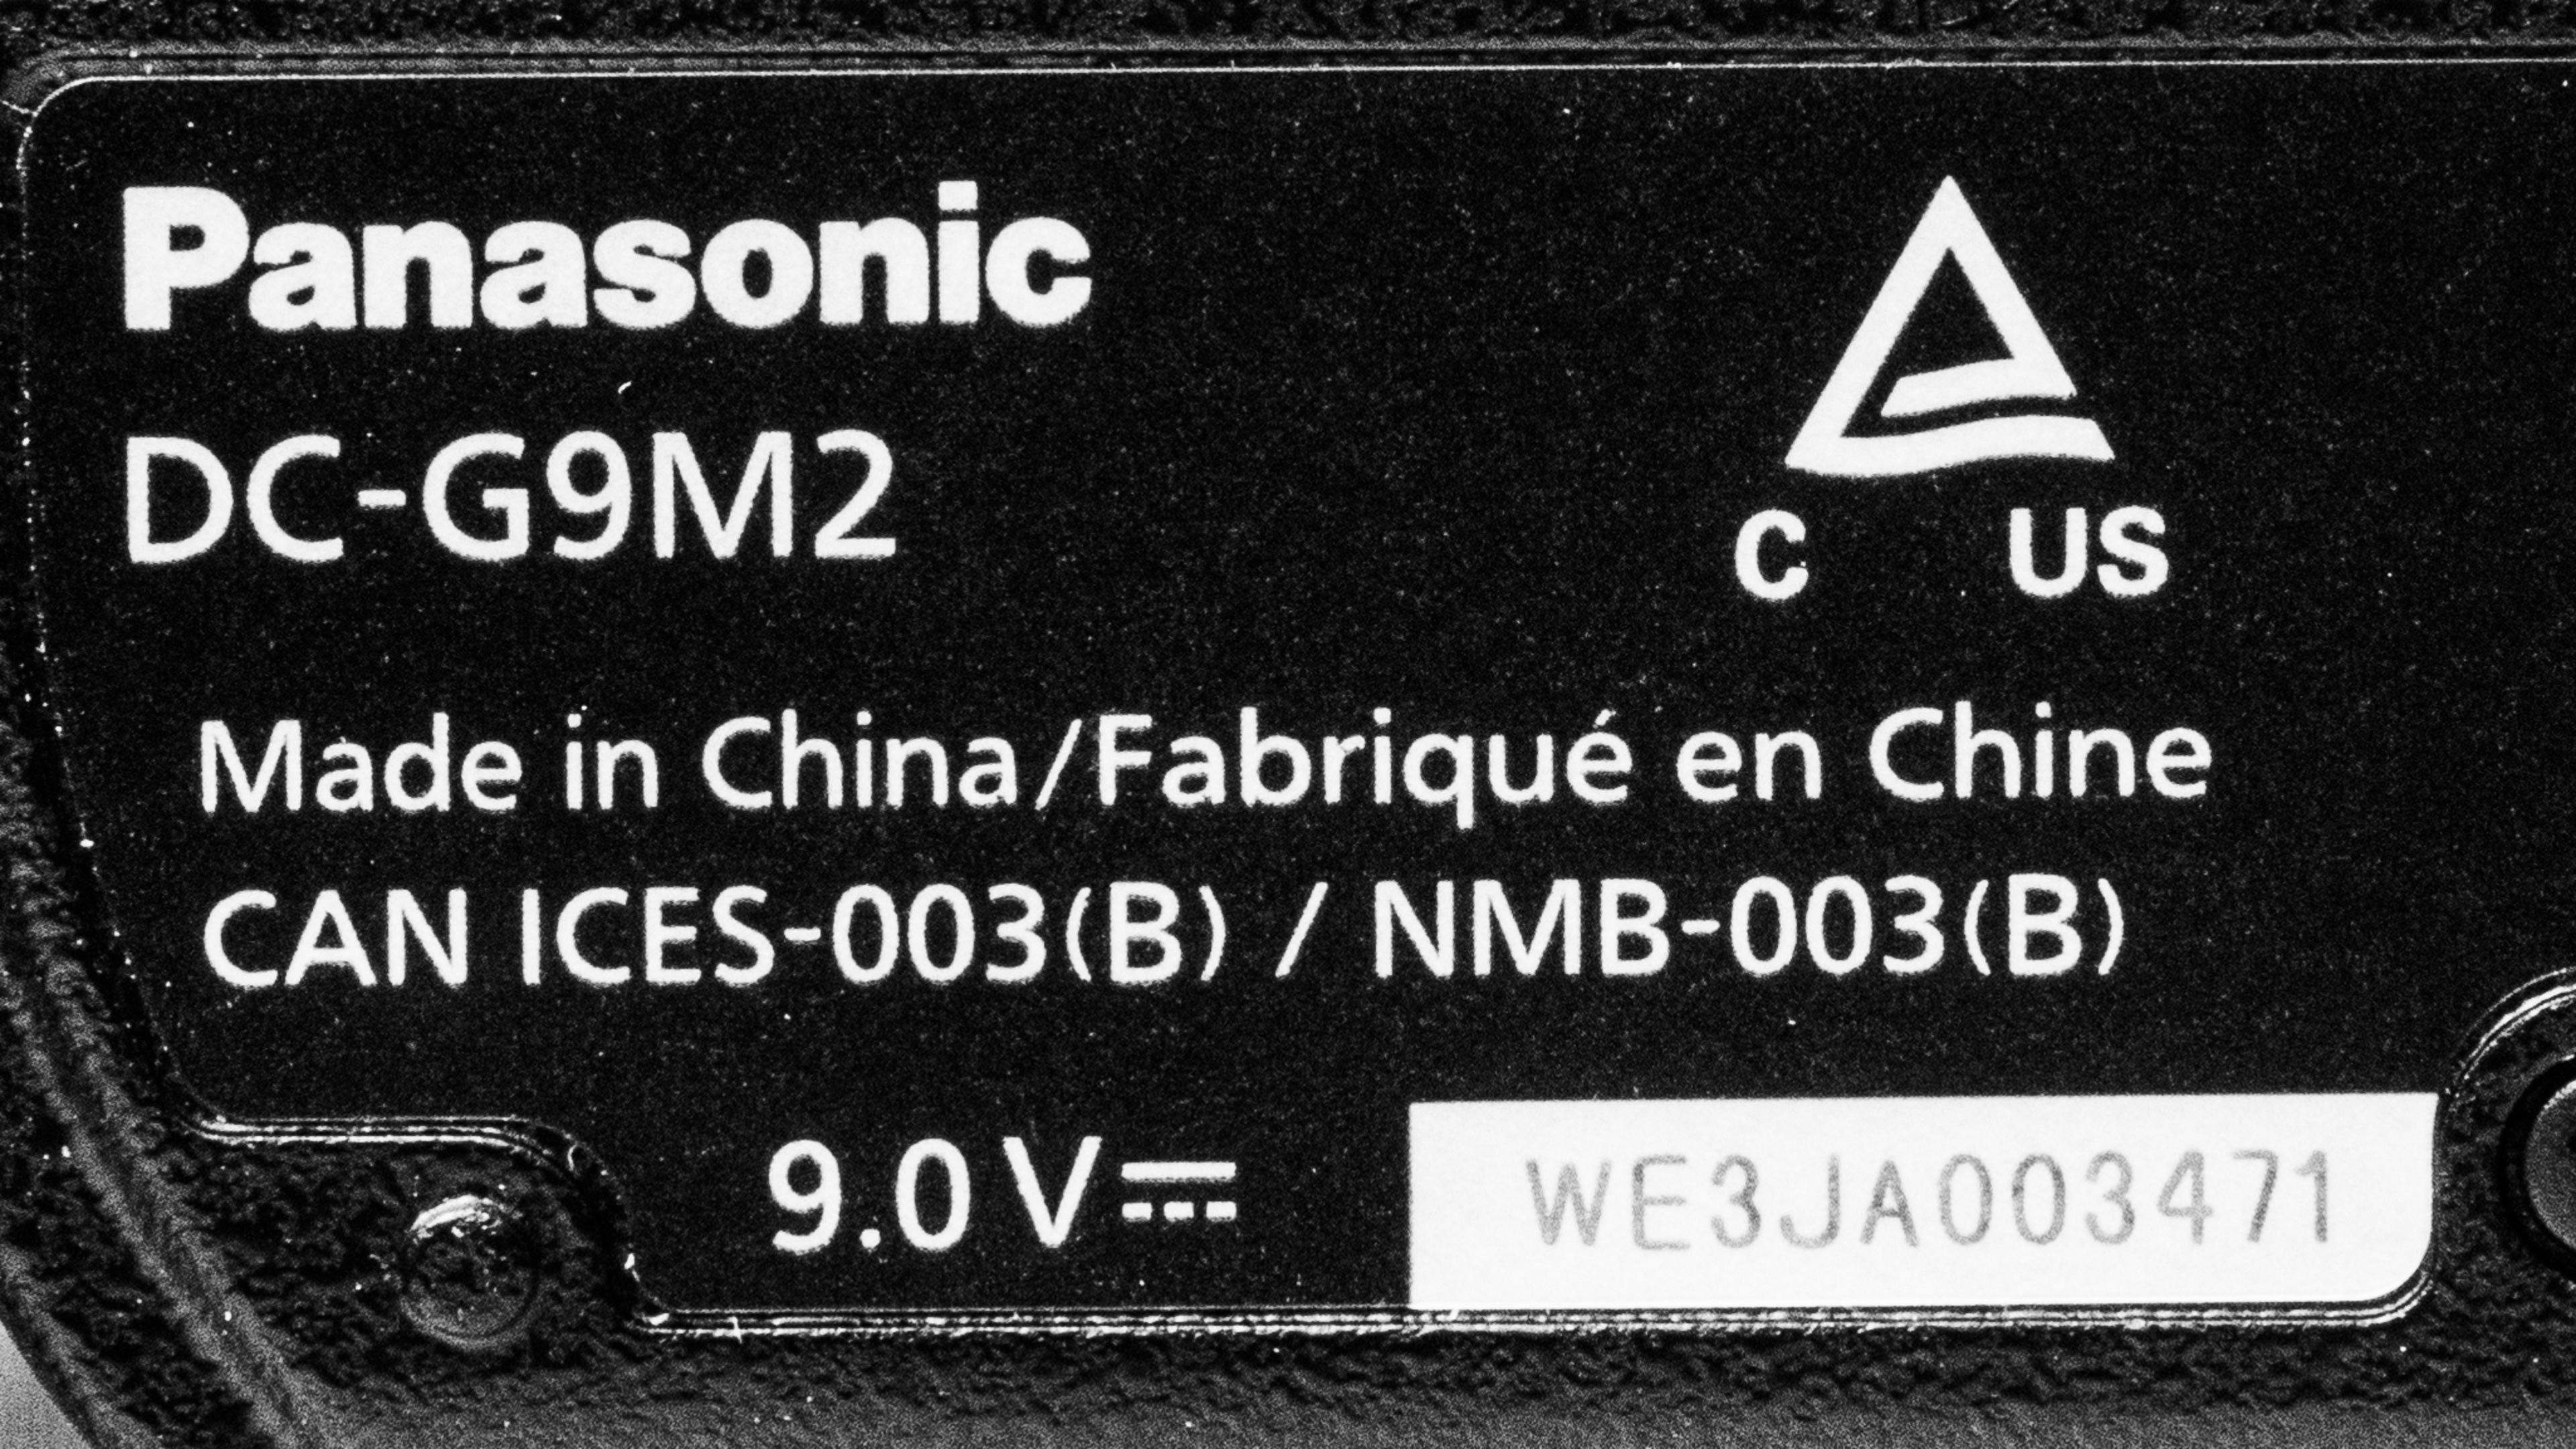 Panasonic
DC-G9M2
C US
Made in China/Fabriqué en Chine
CAN ICES-003(B) / NMB-003(B)
9.0 V⎓ WE3JA003471